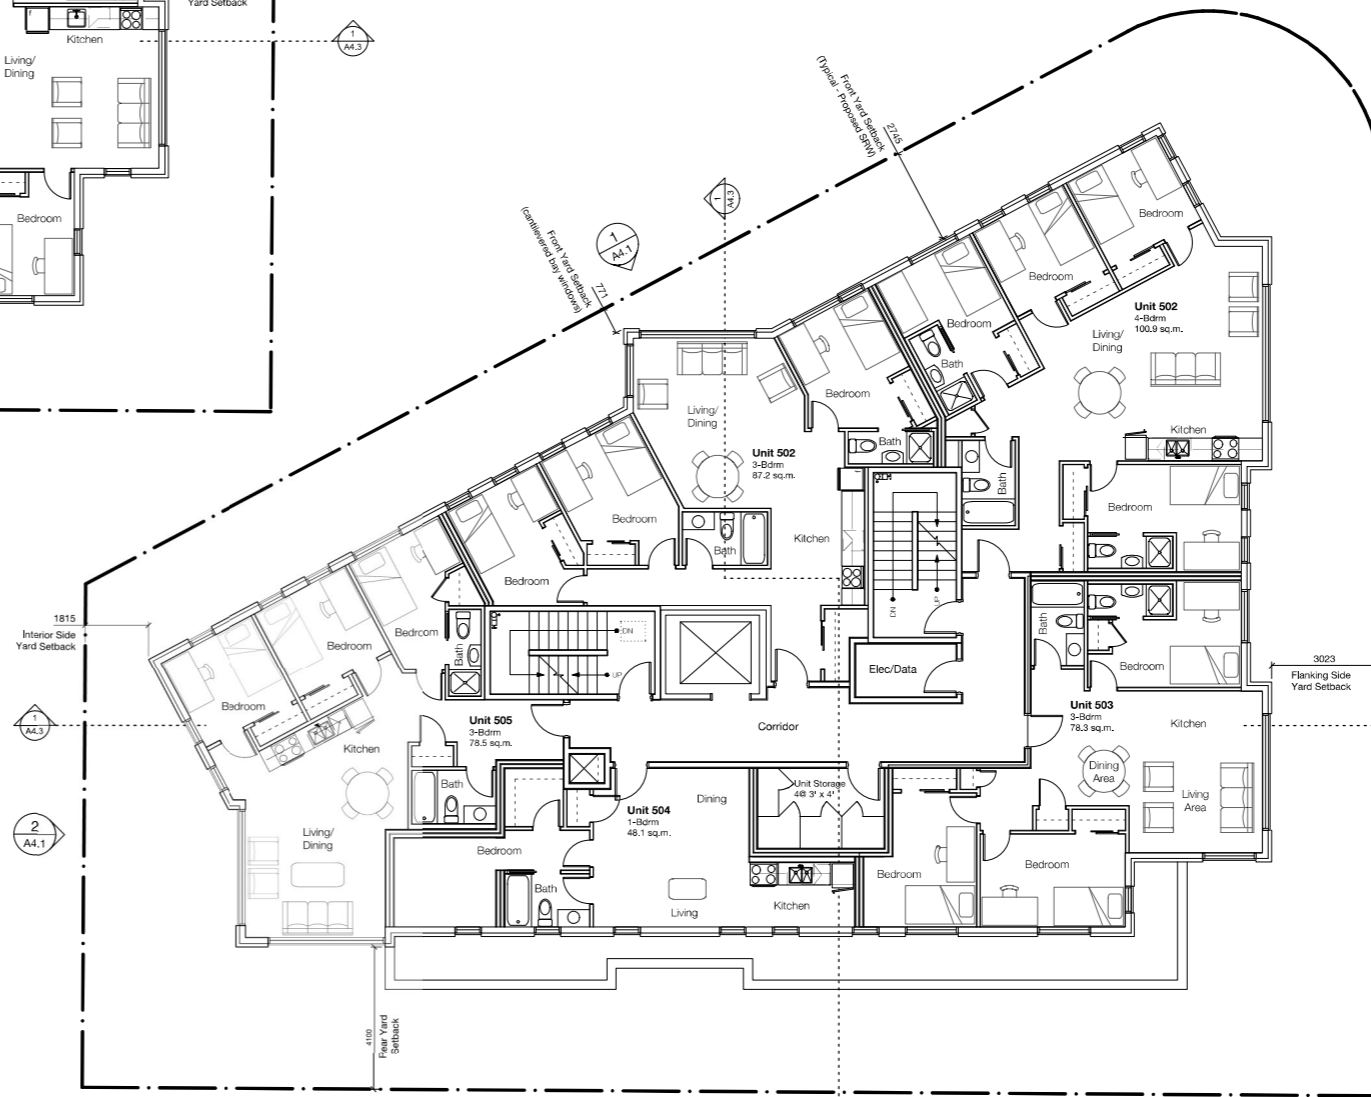 Yard Setback
f
Kitchen
Living/
Dining
1
A4.3
Bedroom
Front Yard Setback
(Typical - Proposed SRW)
2745
1
A4.3
Front Yard Setback
(cantilevered bay windows)
771
1
A4.1
Bedroom
Bedroom
Bedroom
Bath
Unit 502
4-Bdrm
100.9 sq.m.
Living/
Dining
Kitchen
Bath
Bedroom
Living/
Dining
Bedroom
Bath
Unit 502
3-Bdrm
87.2 sq.m.
Bedroom
Bath
Kitchen
Bedroom
DN
UP
Elec/Data
1815
Interior Side
Yard Setback
Bedroom
Bedroom
Bedroom
Bath
DN
UP
Bath
Bedroom
3023
Flanking Side
Yard Setback
1
A4.3
Unit 505
3-Bdrm
78.5 sq.m.
Kitchen
Corridor
Unit 503
3-Bdrm
78.3 sq.m.
Kitchen
Dining
Area
Living
Area
2
A4.1
Bath
Living/
Dining
Unit 504
1-Bdrm
48.1 sq.m.
Dining
Unit Storage
4@ 3' x 4'
Bedroom
Bath
Living
Kitchen
Bedroom
Bedroom
4100
Rear Yard
Setback